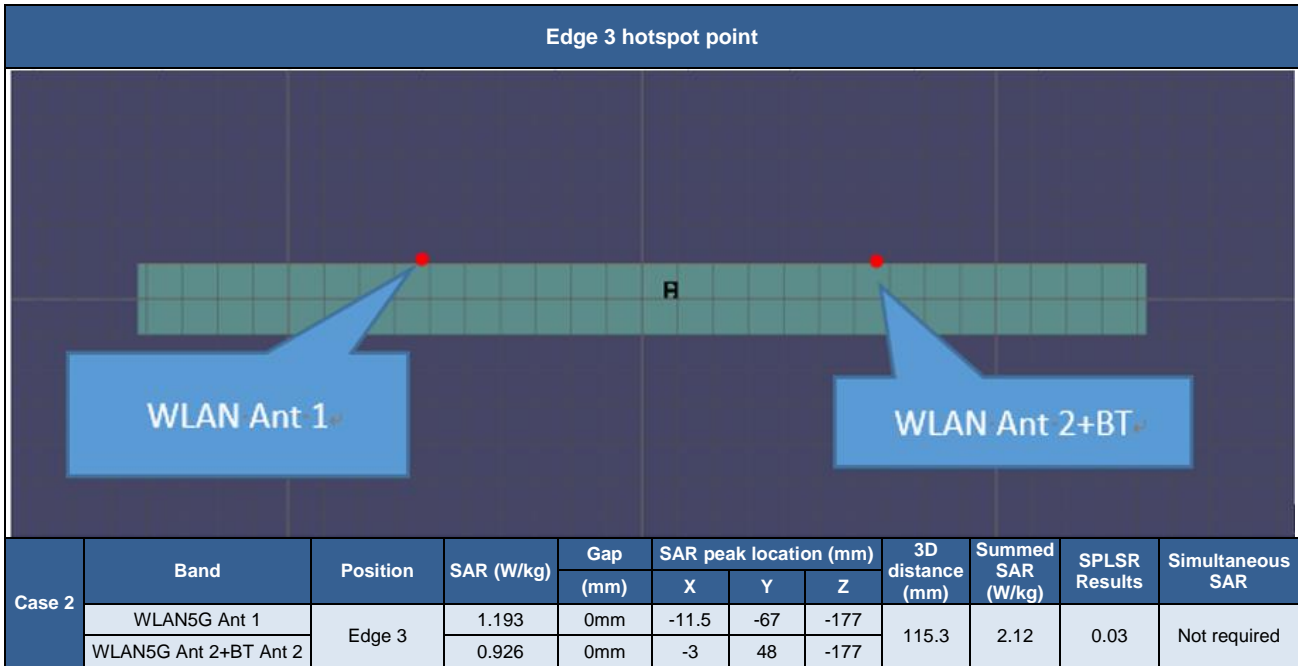 Edge 3 hotspot point
WLAN Ant 1
WLAN Ant 2+BT
Case 2 Band Position SAR (W/kg) Gap (mm) SAR peak location (mm) X Y Z 3D distance (mm) Summed SAR (W/kg) SPLSR Results Simultaneous SAR
WLAN5G Ant 1 Edge 3 1.193 0mm -11.5 -67 -177 115.3 2.12 0.03 Not required
WLAN5G Ant 2+BT Ant 2 0.926 0mm -3 48 -177